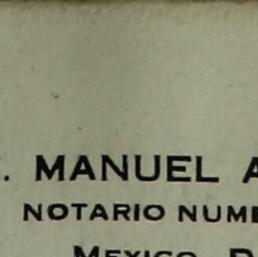 . MANUEL A
NOTARIO NUME
MEXICO, D